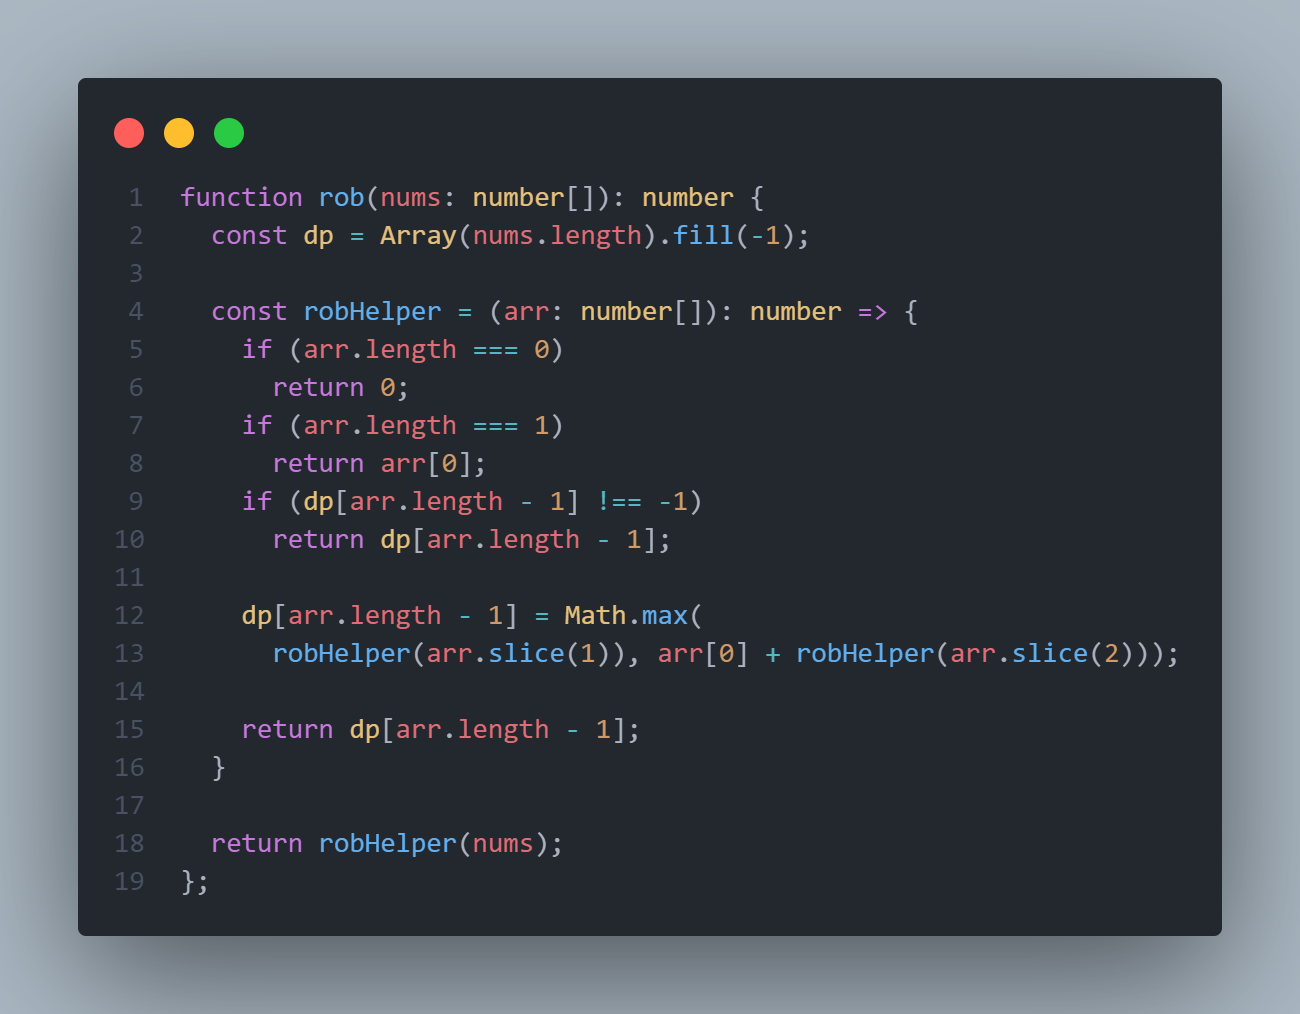 1 function rob(nums: number[]): number {
2   const dp = Array(nums.length).fill(-1);
3
4   const robHelper = (arr: number[]): number => {
5     if (arr.length === 0)
6       return 0;
7     if (arr.length === 1)
8       return arr[0];
9     if (dp[arr.length - 1] !== -1)
10       return dp[arr.length - 1];
11
12     dp[arr.length - 1] = Math.max(
13       robHelper(arr.slice(1)), arr[0] + robHelper(arr.slice(2)));
14
15     return dp[arr.length - 1];
16   }
17
18   return robHelper(nums);
19 };